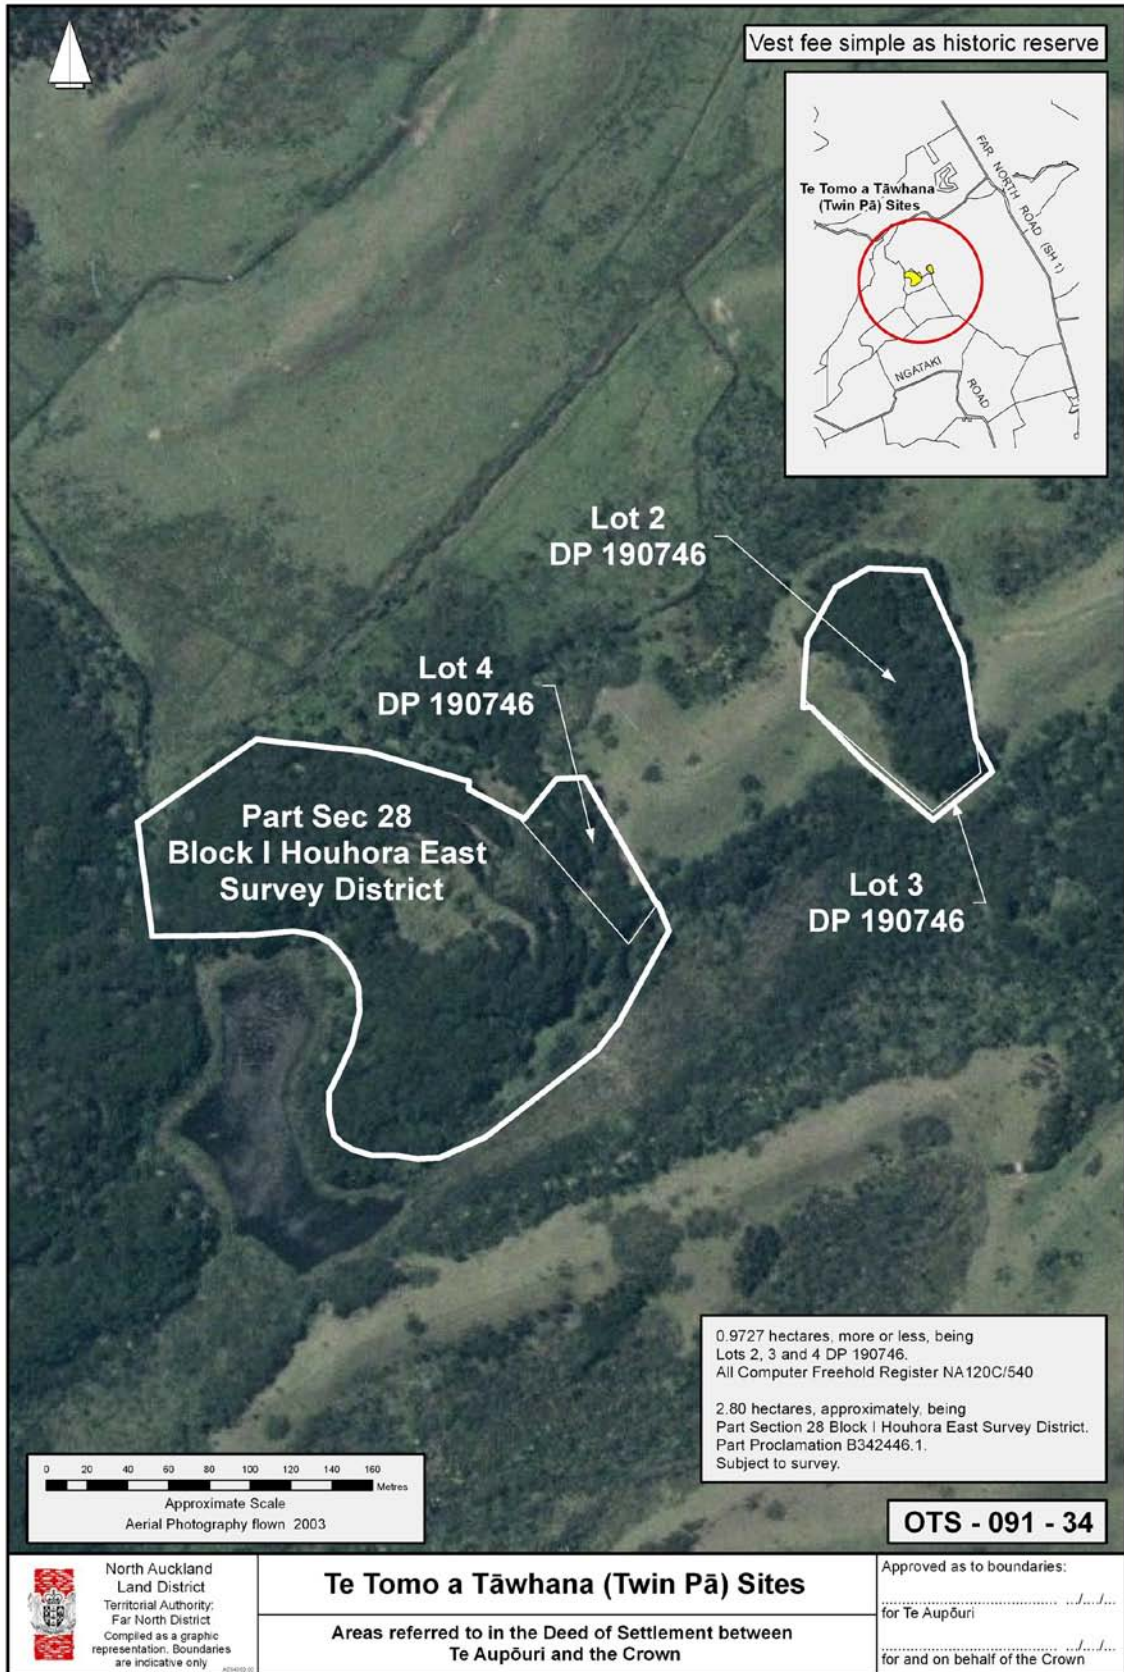 Vest fee simple as historic reserve
Te Tomo a Tāwhana
(Twin Pā) Sites
FAR NORTH ROAD (SH 1)
NGATAKI
ROAD
Lot 2
DP 190746
Lot 4
DP 190746
Part Sec 28
Block I Houhora East
Survey District
Lot 3
DP 190746
0.9727 hectares, more or less, being
Lots 2, 3 and 4 DP 190746.
All Computer Freehold Register NA120C/540
2.80 hectares, approximately, being
Part Section 28 Block I Houhora East Survey District.
Part Proclamation B342446.1.
Subject to survey.
0 20 40 60 80 100 120 140 160
Metres
Approximate Scale
Aerial Photography flown 2003
OTS - 091 - 34
North Auckland
Land District
Territorial Authority:
Far North District
Compiled as a graphic
representation. Boundaries
are indicative only
Te Tomo a Tāwhana (Twin Pā) Sites
Areas referred to in the Deed of Settlement between
Te Aupōuri and the Crown
Approved as to boundaries:
.................................... .../.../...
for Te Aupōuri
.................................... .../.../...
for and on behalf of the Crown